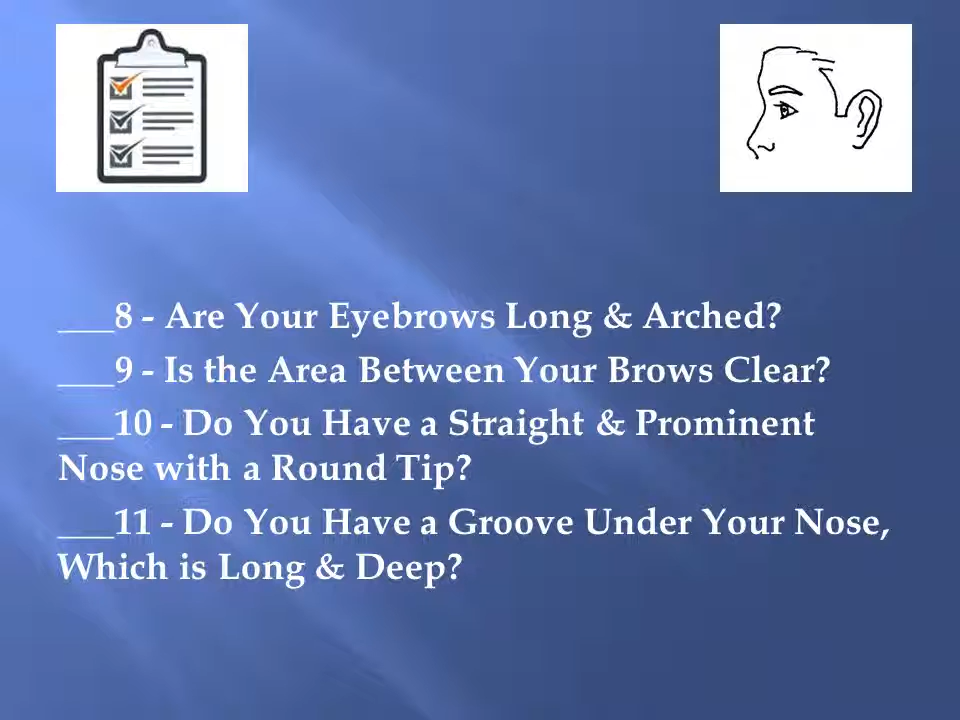 ___8 - Are Your Eyebrows Long & Arched?
___9 - Is the Area Between Your Brows Clear?
___10 - Do You Have a Straight & Prominent
Nose with a Round Tip?
___11 - Do You Have a Groove Under Your Nose,
Which is Long & Deep?